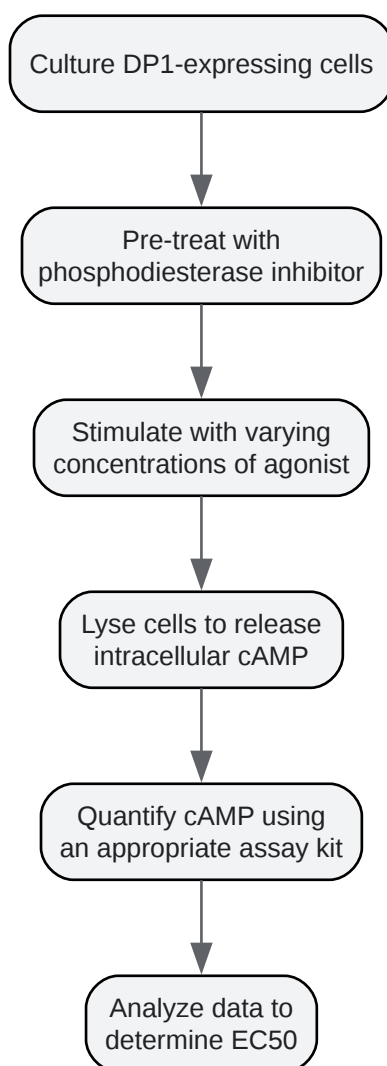 Culture DP1-expressing cells
Pre-treat with
phosphodiesterase inhibitor
Stimulate with varying
concentrations of agonist
Lyse cells to release
intracellular cAMP
Quantify cAMP using
an appropriate assay kit
Analyze data to
determine EC50